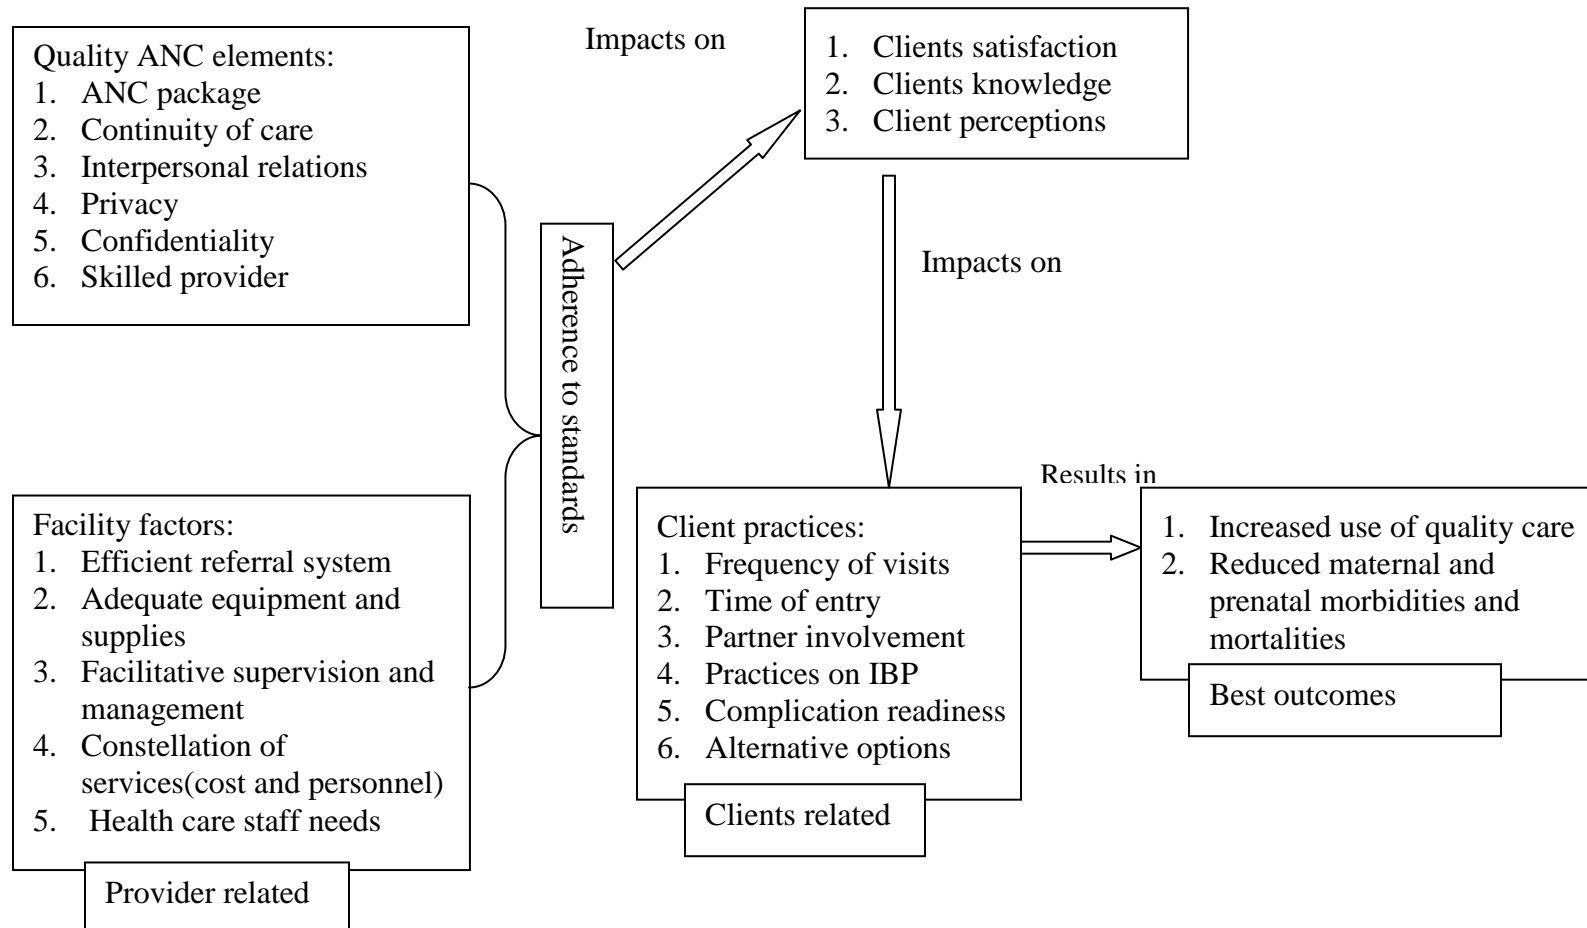 Quality ANC elements:
1. ANC package
2. Continuity of care
3. Interpersonal relations
4. Privacy
5. Confidentiality
6. Skilled provider
Facility factors:
1. Efficient referral system
2. Adequate equipment and
supplies
3. Facilitative supervision and
management
4. Constellation of
services(cost and personnel)
5. Health care staff needs
Provider related
Adherence to standards
Impacts on
1. Clients satisfaction
2. Clients knowledge
3. Client perceptions
Impacts on
Client practices:
1. Frequency of visits
2. Time of entry
3. Partner involvement
4. Practices on IBP
5. Complication readiness
6. Alternative options
Clients related
Results in
1. Increased use of quality care
2. Reduced maternal and
prenatal morbidities and
mortalities
Best outcomes